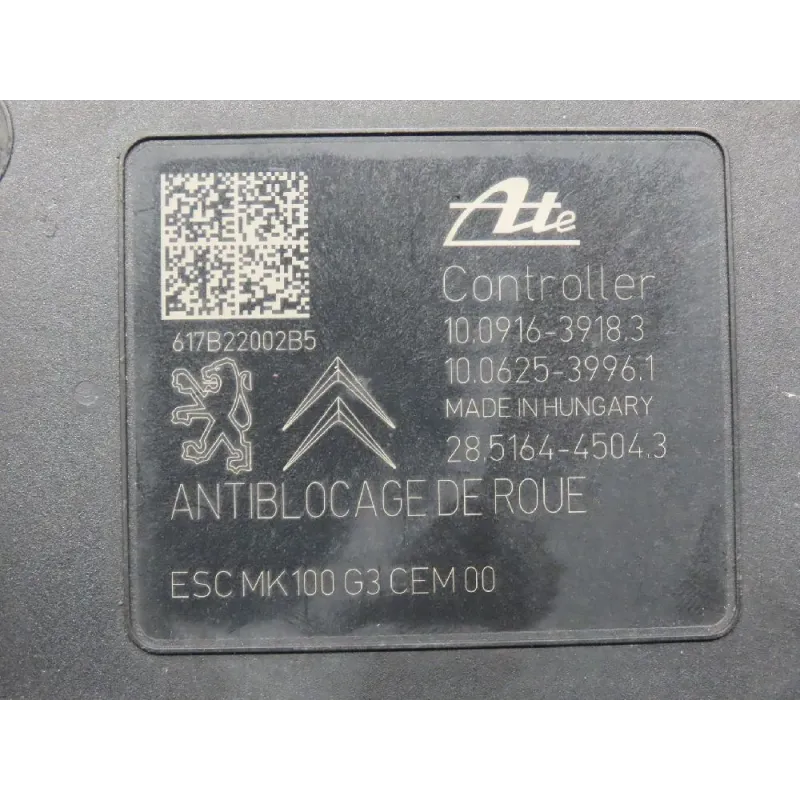 Ate
Controller
10.0916-3918.3
617B22002B5
10.0625-3996.1
MADE IN HUNGARY
28.5164-4504.3
ANTIBLOCAGE DE ROUE
ESC MK100 G3 CEM 00